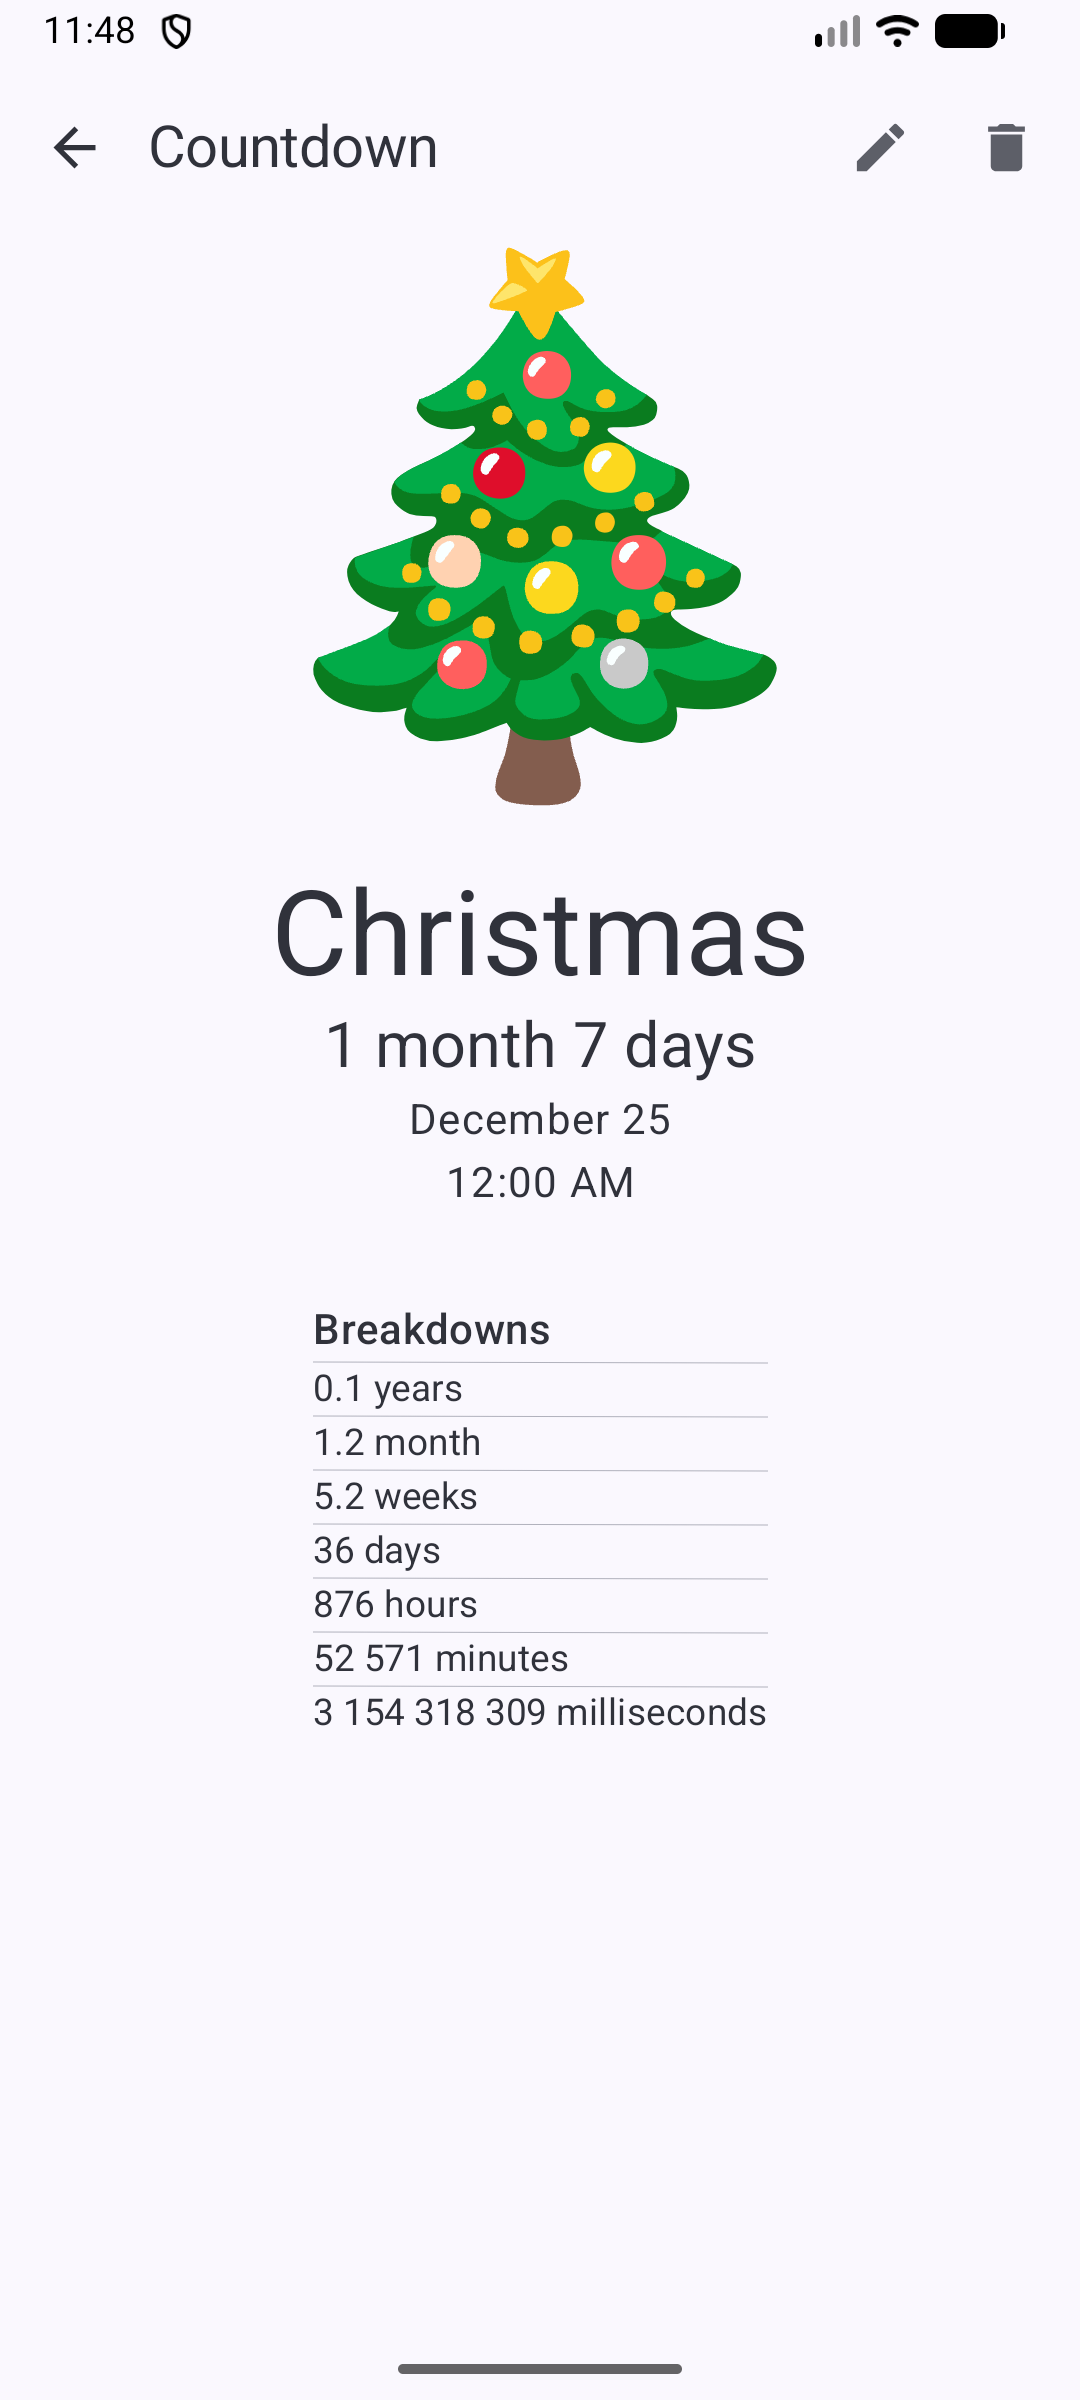 11:48
Countdown
Christmas
1 month 7 days
December 25
12:00 AM
Breakdowns
0.1 years
1.2 month
5.2 weeks
36 days
876 hours
52 571 minutes
3 154 318 309 milliseconds